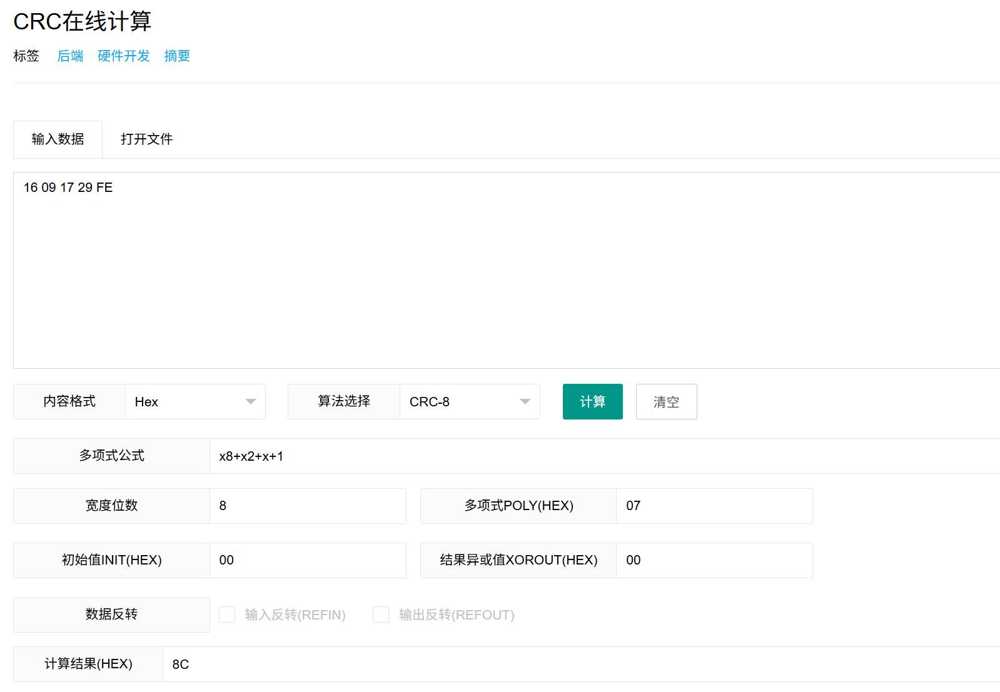 CRC在线计算
标签 后端 硬件开发 摘要
输入数据 打开文件
16 09 17 29 FE
内容格式 Hex 算法选择 CRC-8 计算 清空
多项式公式 x8+x2+x+1
宽度位数 8 多项式POLY(HEX) 07
初始值INIT(HEX) 00 结果异或值XOROUT(HEX) 00
数据反转 输入反转(REFIN) 输出反转(REFOUT)
计算结果(HEX) 8C